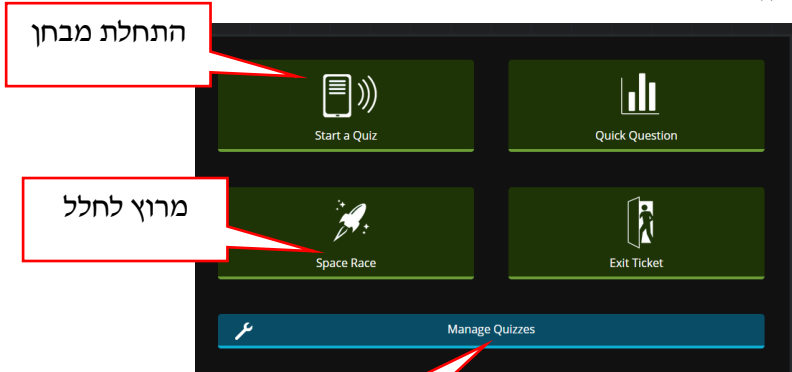 התחלת מבחן
Start a Quiz
Quick Question
מרוץ לחלל
Space Race
Exit Ticket
Manage Quizzes